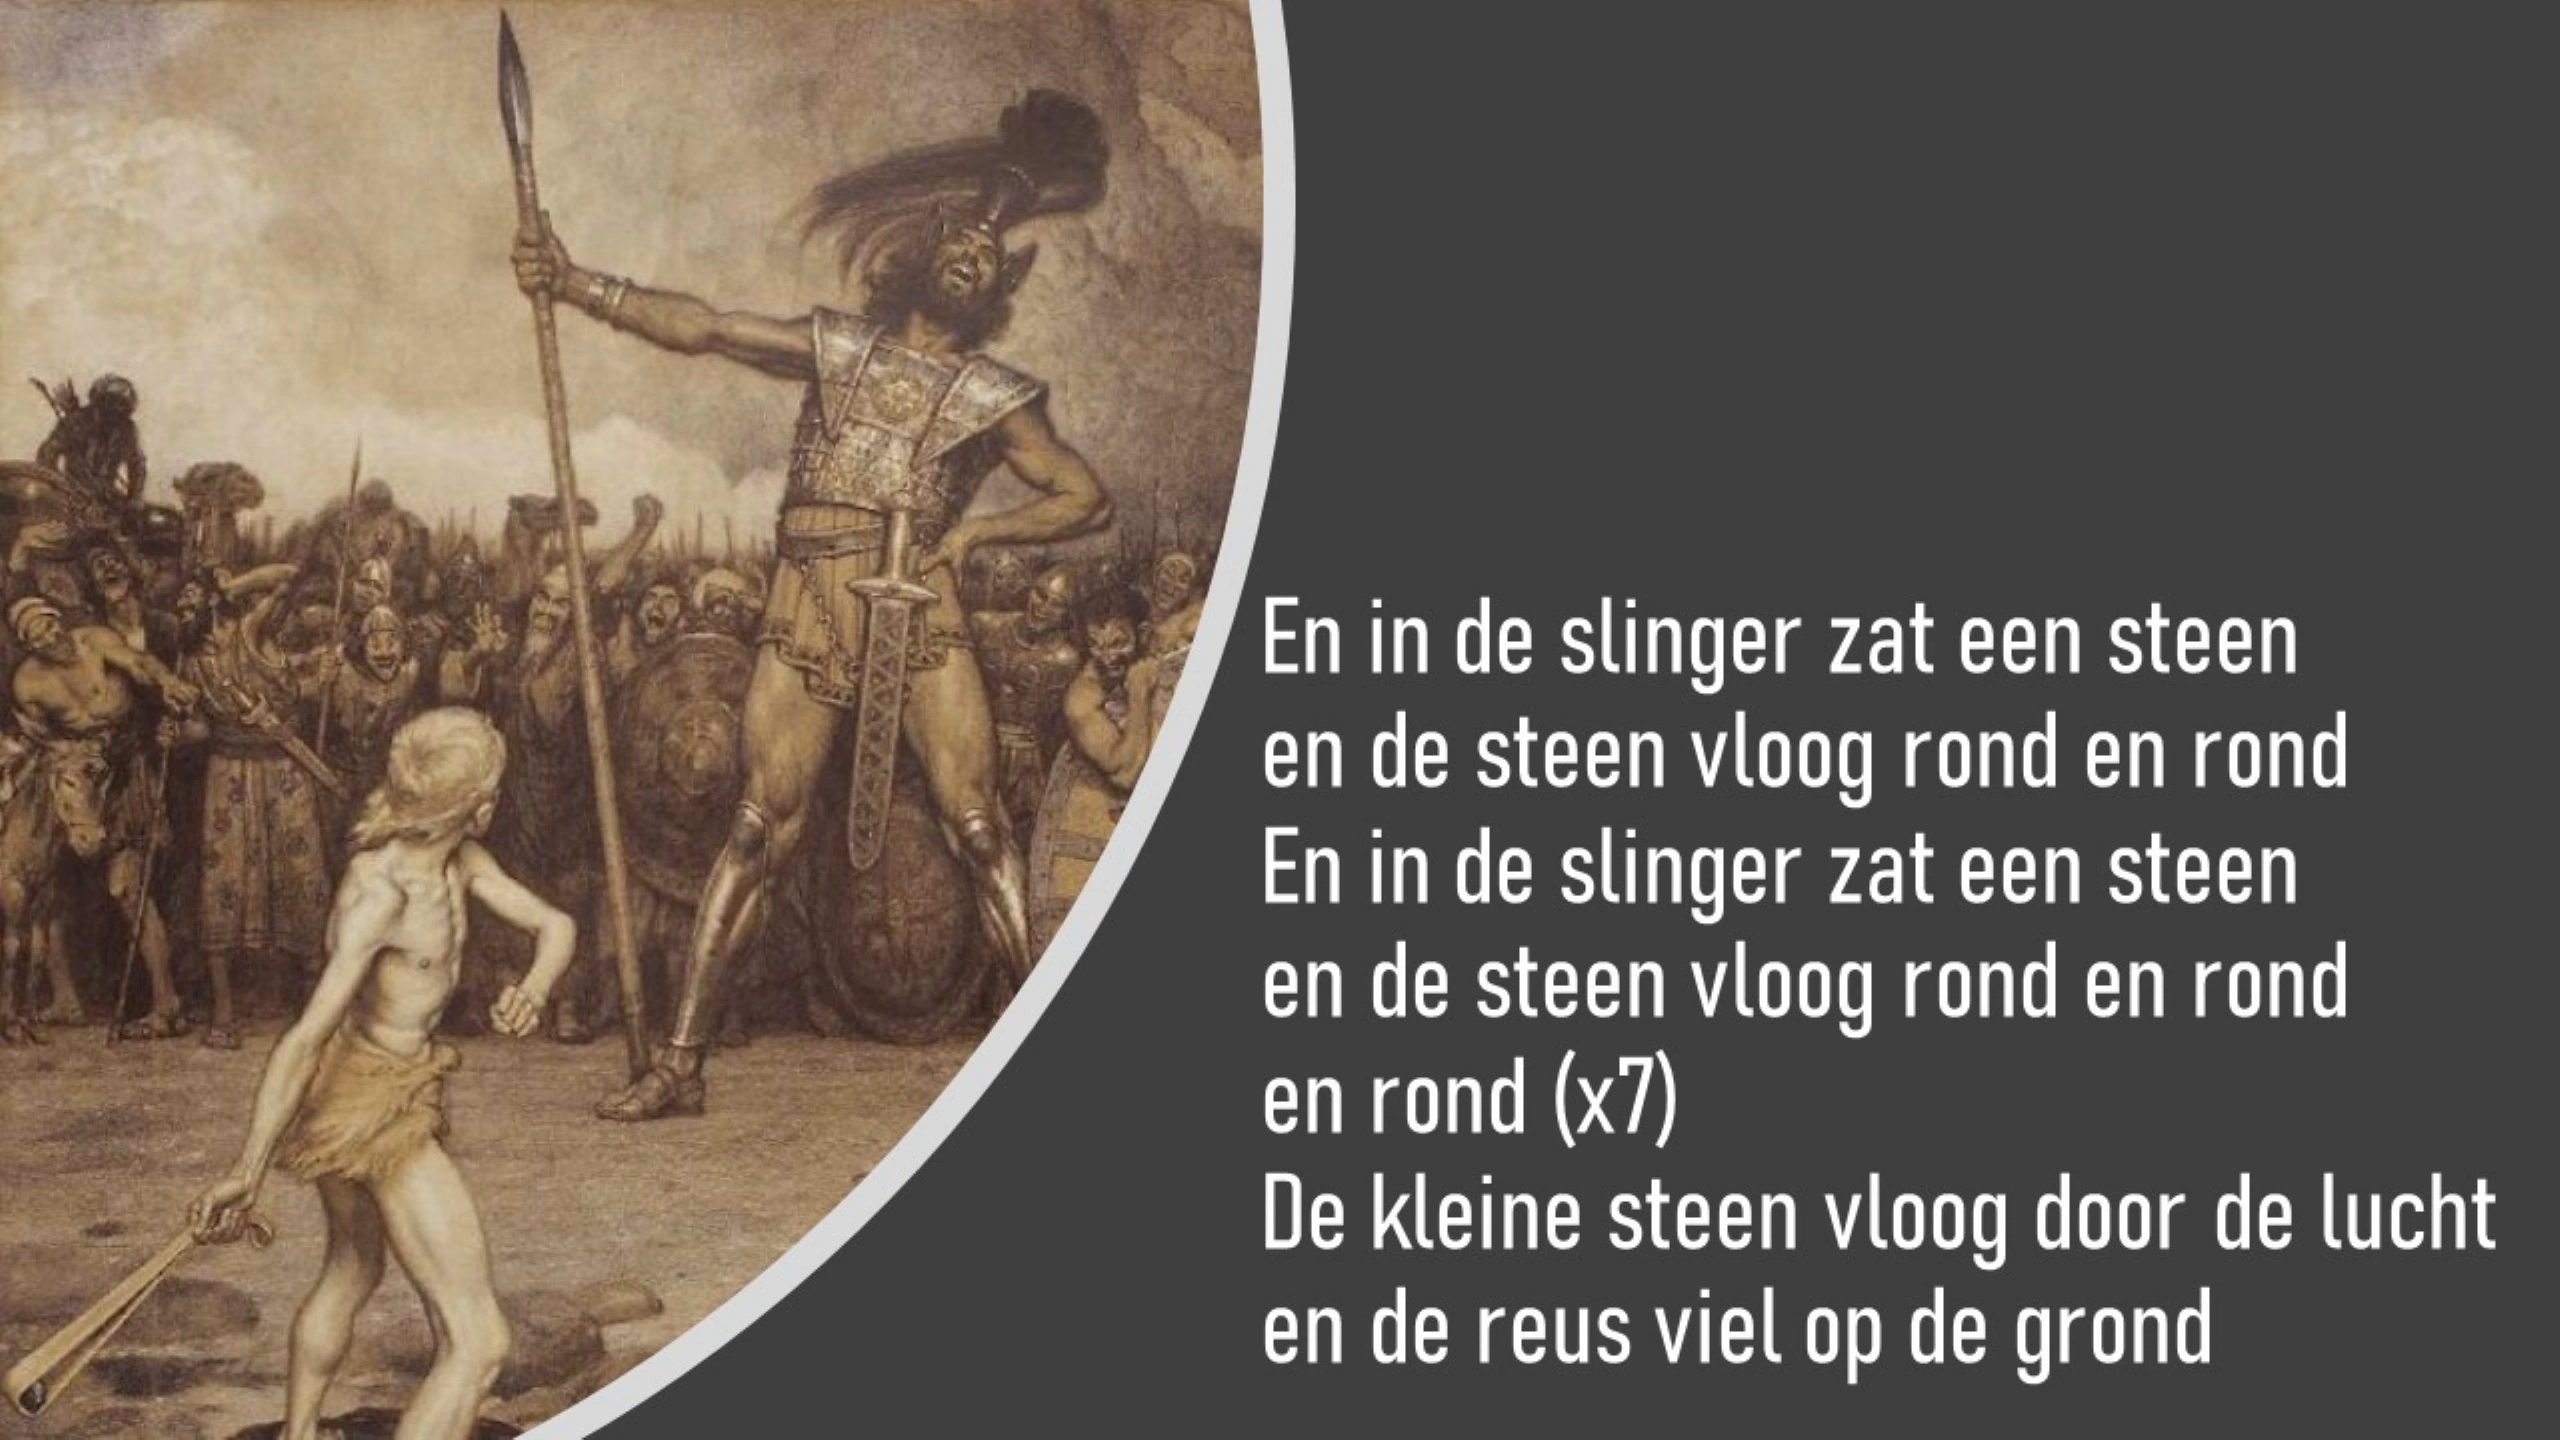 En in de slinger zat een steen
en de steen vloog rond en rond
En in de slinger zat een steen
en de steen vloog rond en rond
en rond (x7)
De kleine steen vloog door de lucht
en de reus viel op de grond